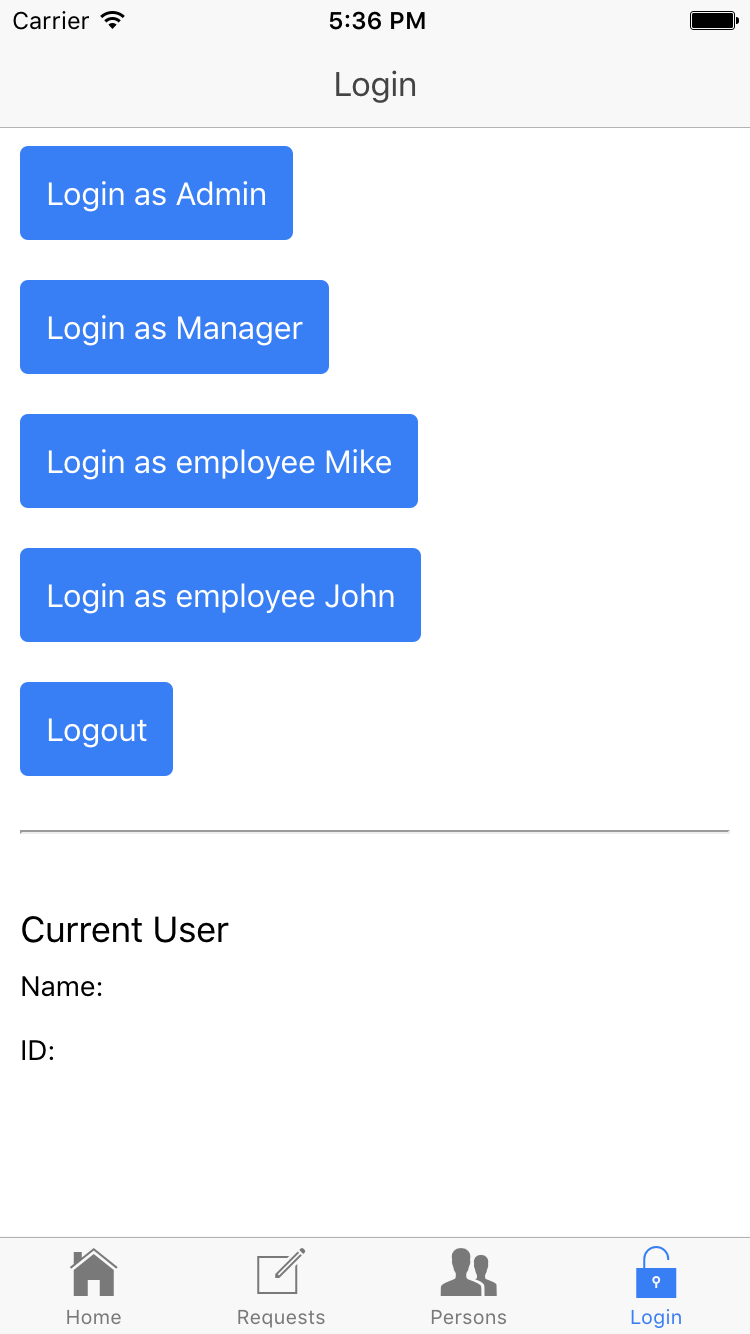 Carrier 5:36 PM
Login
Login as Admin
Login as Manager
Login as employee Mike
Login as employee John
Logout
Current User
Name:
ID:
Home Requests Persons Login